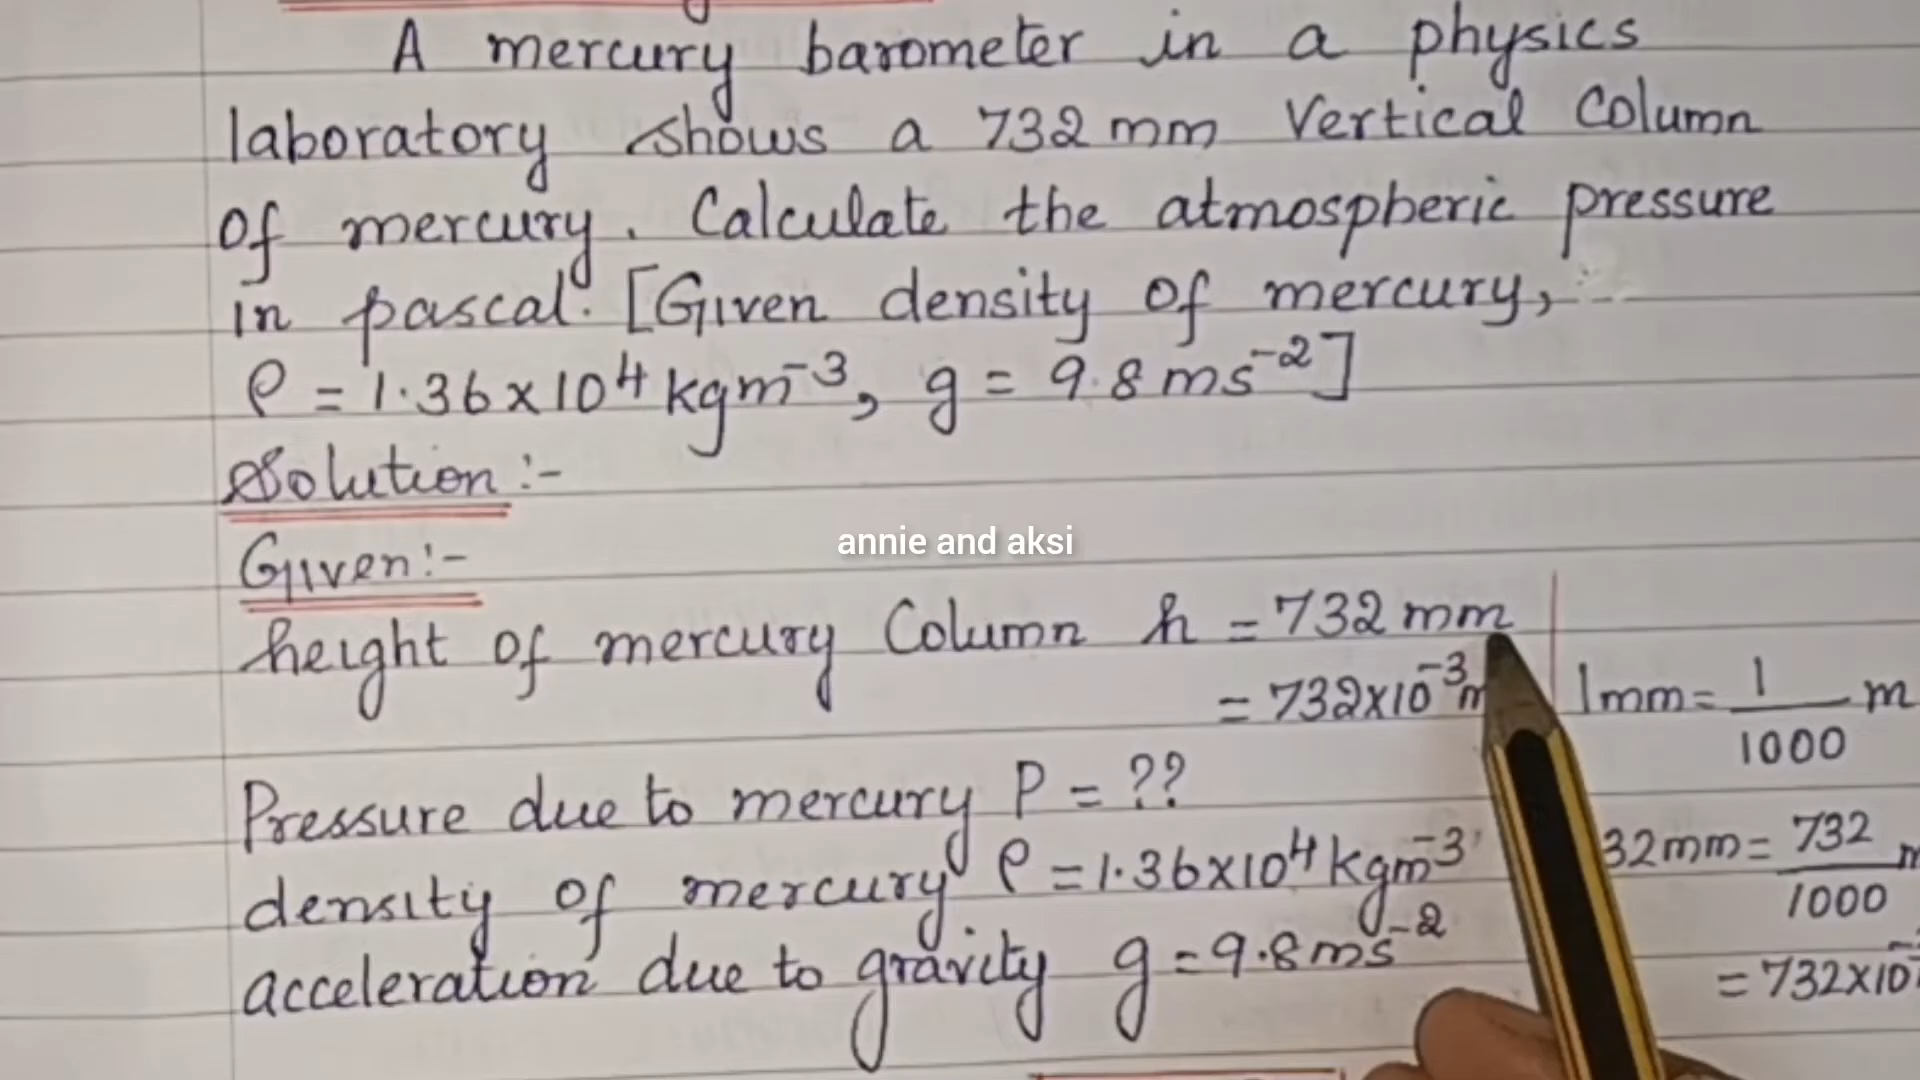 A mercury barometer in a physics
laboratory shows a 732 mm Vertical Column
of mercury. Calculate the atmospheric pressure
in pascal. [Given density of mercury,
ρ = 1.36x10⁴ kgm⁻³, g = 9.8 ms⁻²]
Solution:-
annie and aksi
Given:-
height of mercury Column h = 732 mm
= 732x10⁻³m
1mm = 1/1000 m
Pressure due to mercury P = ??
density of mercury ρ = 1.36x10⁴ kgm⁻³
32mm = 732/1000 m
acceleration due to gravity g = 9.8 ms⁻²
= 732x10